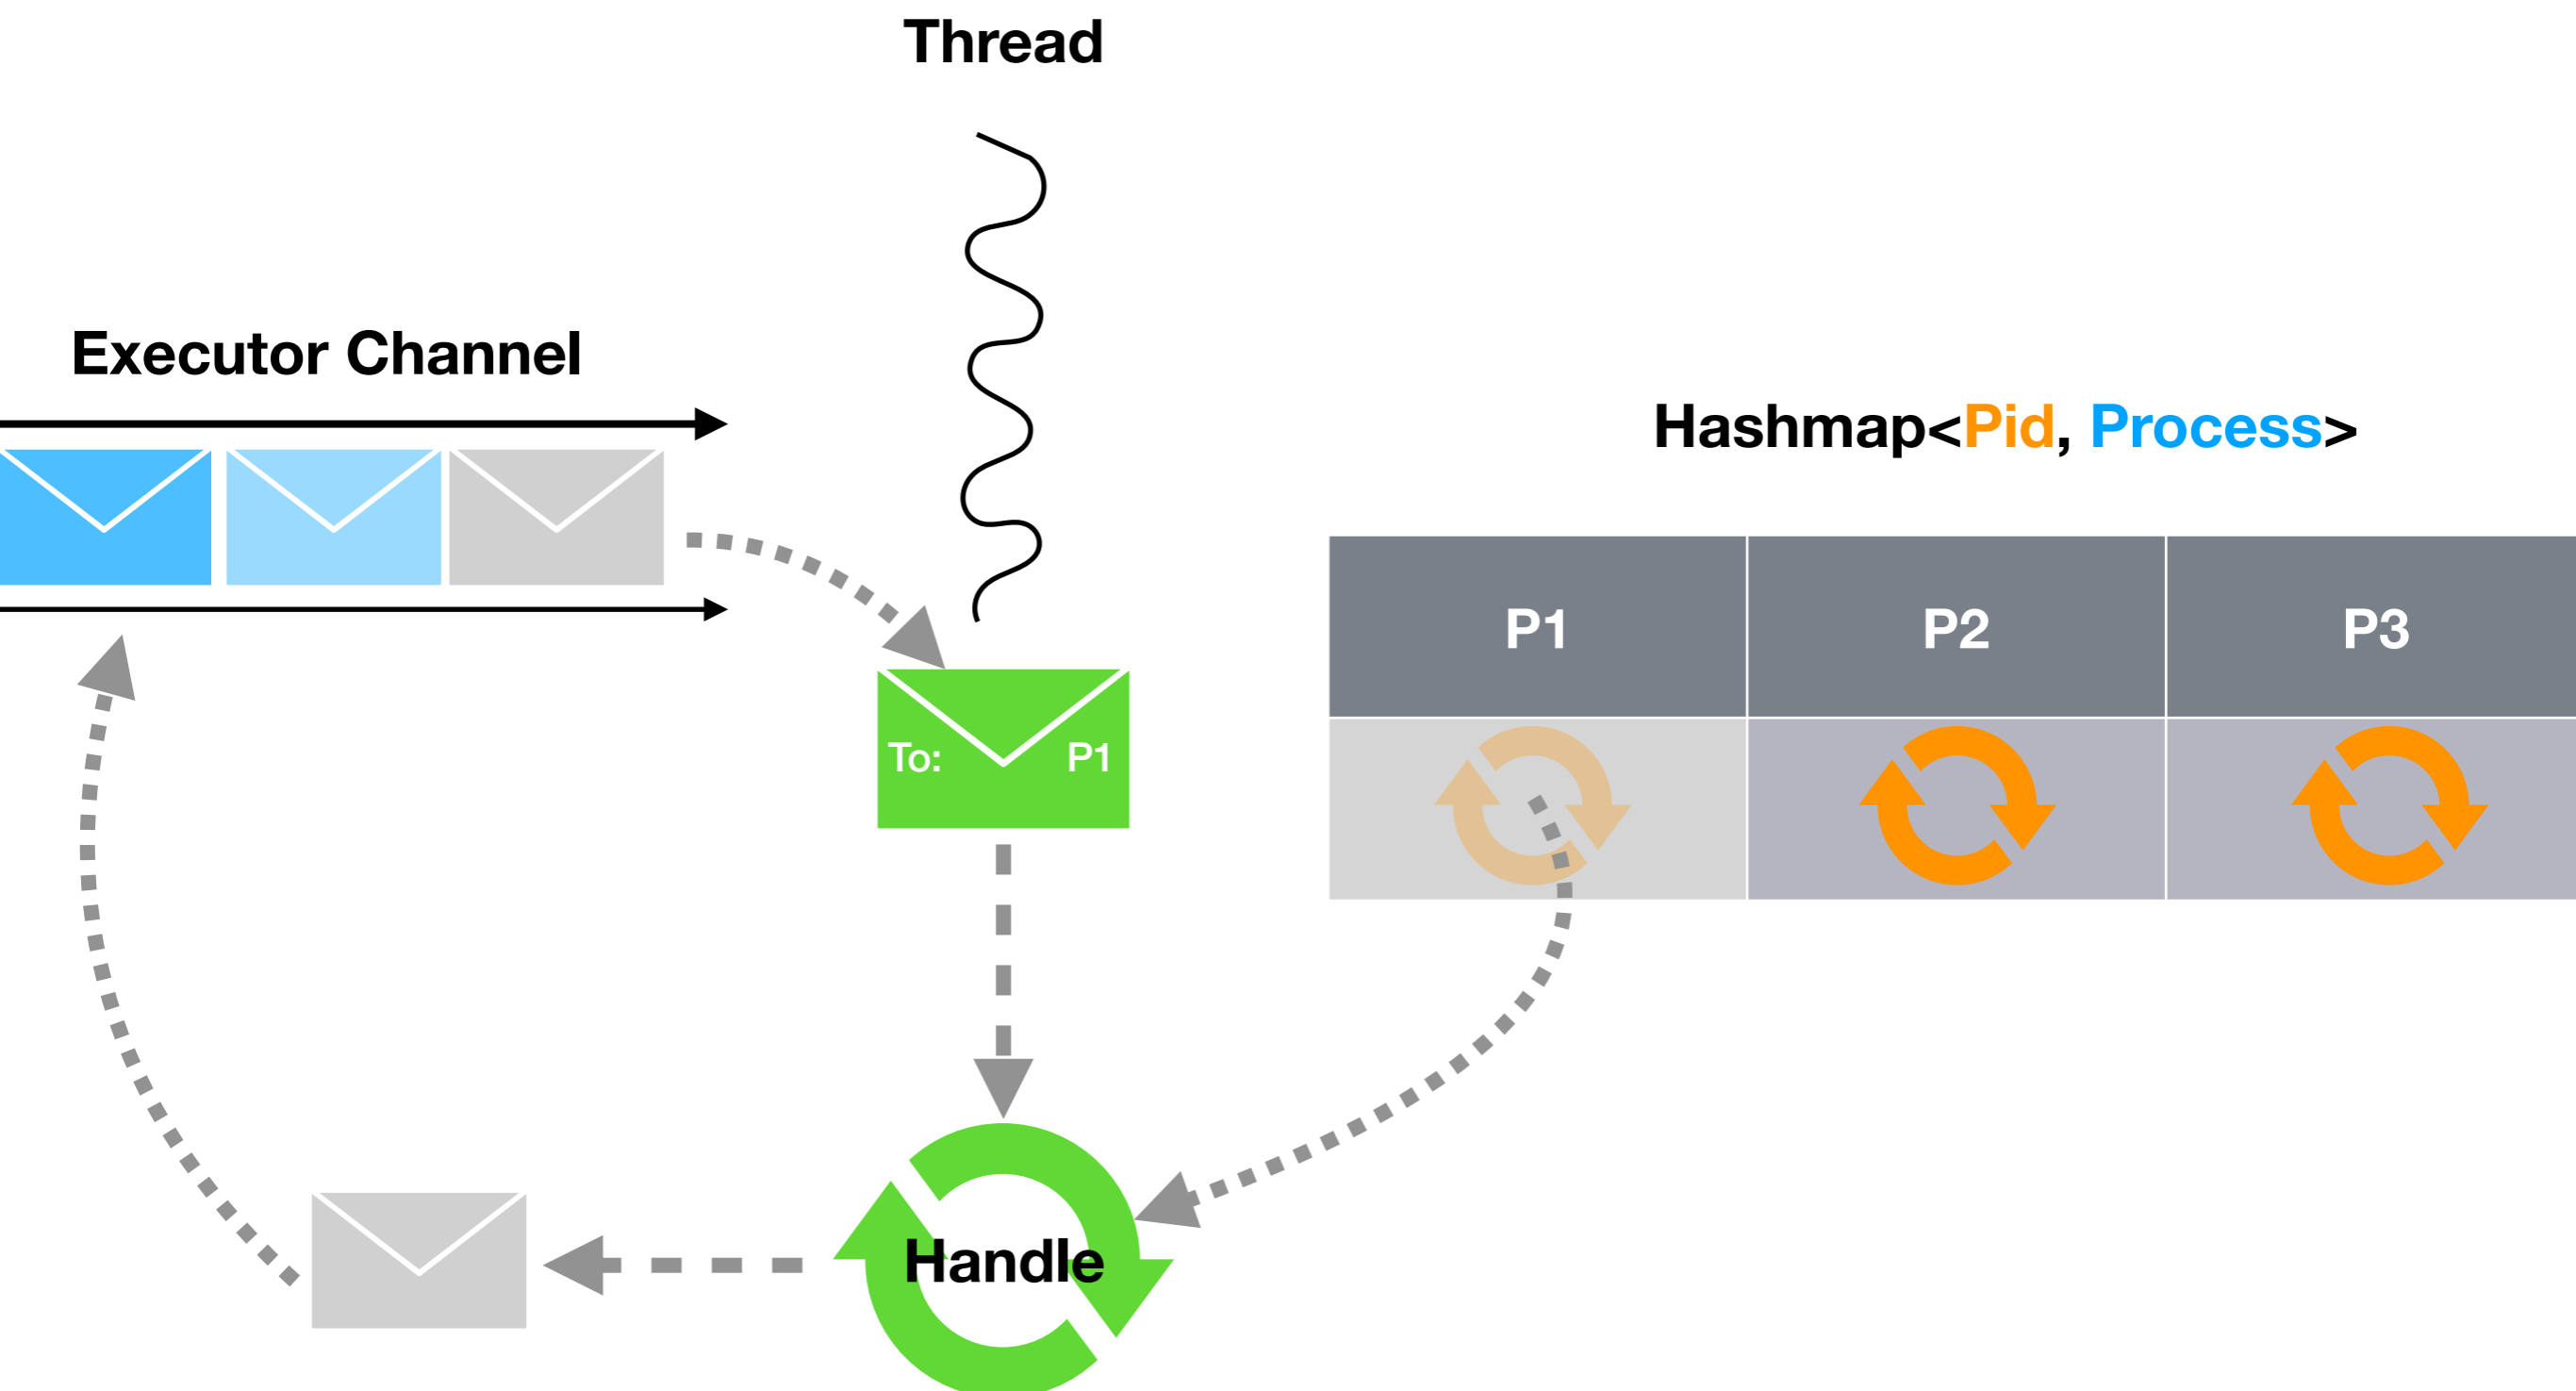 Thread
Executor Channel
Hashmap<Pid, Process>
P1 P2 P3
To: P1
Handle